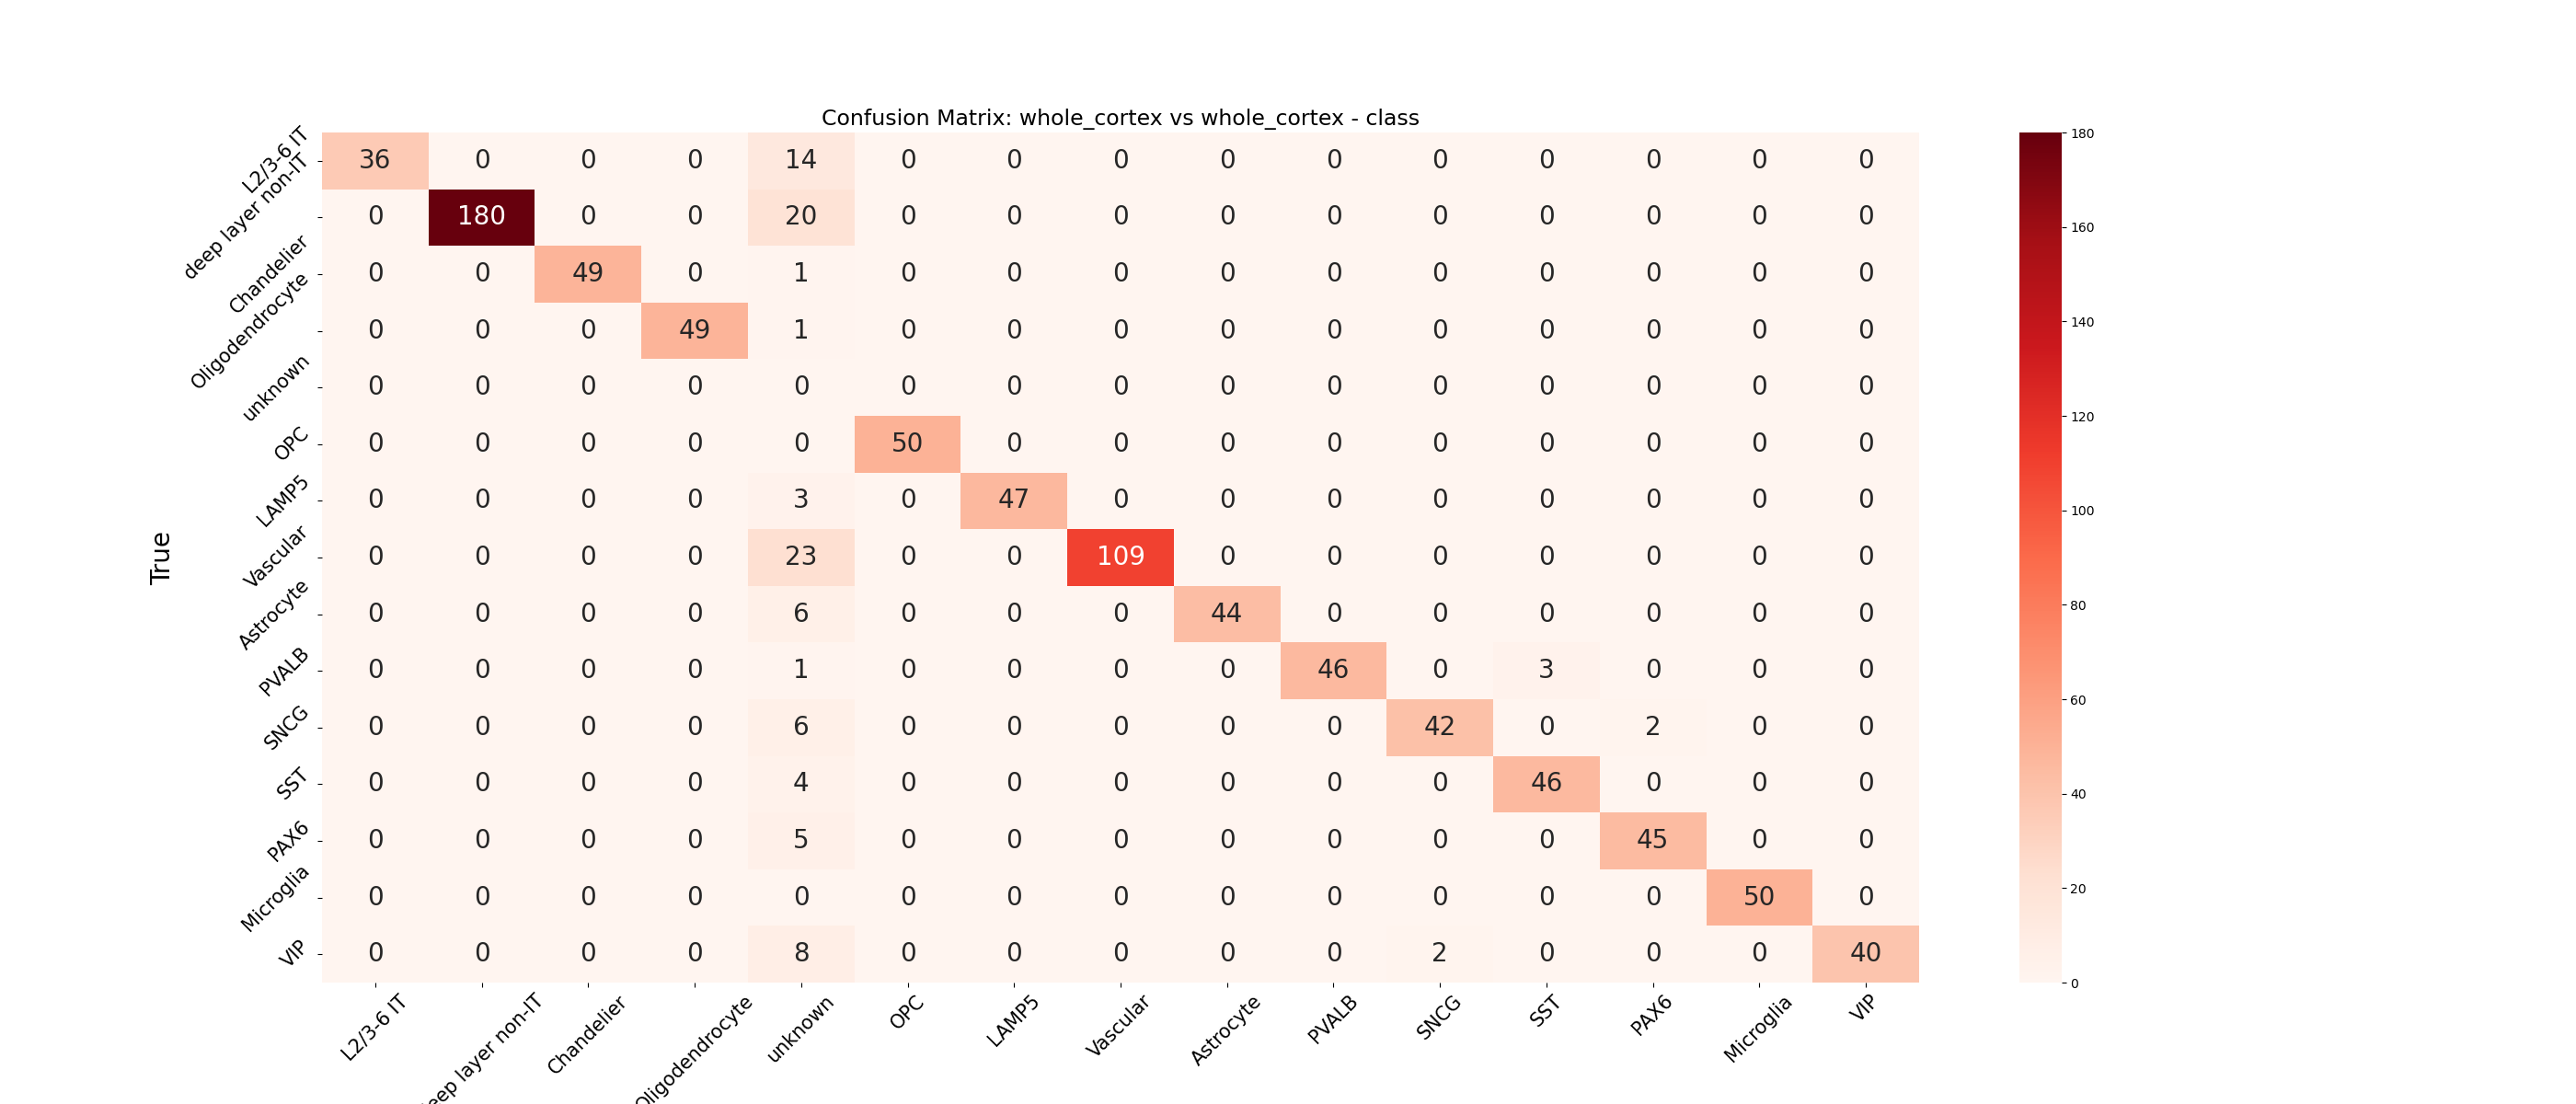 Confusion Matrix: whole_cortex vs whole_cortex - class
L2/3-6 IT 36 0 0 0 14 0 0 0 0 0 0 0 0 0 0
deep layer non-IT 0 180 0 0 20 0 0 0 0 0 0 0 0 0 0
Chandelier 0 0 49 0 1 0 0 0 0 0 0 0 0 0 0
Oligodendrocyte 0 0 0 49 1 0 0 0 0 0 0 0 0 0 0
unknown 0 0 0 0 0 0 0 0 0 0 0 0 0 0 0
OPC 0 0 0 0 0 50 0 0 0 0 0 0 0 0 0
LAMP5 0 0 0 0 3 0 47 0 0 0 0 0 0 0 0
Vascular 0 0 0 0 23 0 0 109 0 0 0 0 0 0 0
Astrocyte 0 0 0 0 6 0 0 0 44 0 0 0 0 0 0
PVALB 0 0 0 0 1 0 0 0 0 46 0 3 0 0 0
SNCG 0 0 0 0 6 0 0 0 0 0 42 0 2 0 0
SST 0 0 0 0 4 0 0 0 0 0 0 46 0 0 0
PAX6 0 0 0 0 5 0 0 0 0 0 0 0 45 0 0
Microglia 0 0 0 0 0 0 0 0 0 0 0 0 0 50 0
VIP 0 0 0 0 8 0 0 0 0 0 2 0 0 0 40
True
L2/3-6 IT deep layer non-IT Chandelier Oligodendrocyte unknown OPC LAMP5 Vascular Astrocyte PVALB SNCG SST PAX6 Microglia VIP
180
160
140
120
100
80
60
40
20
0